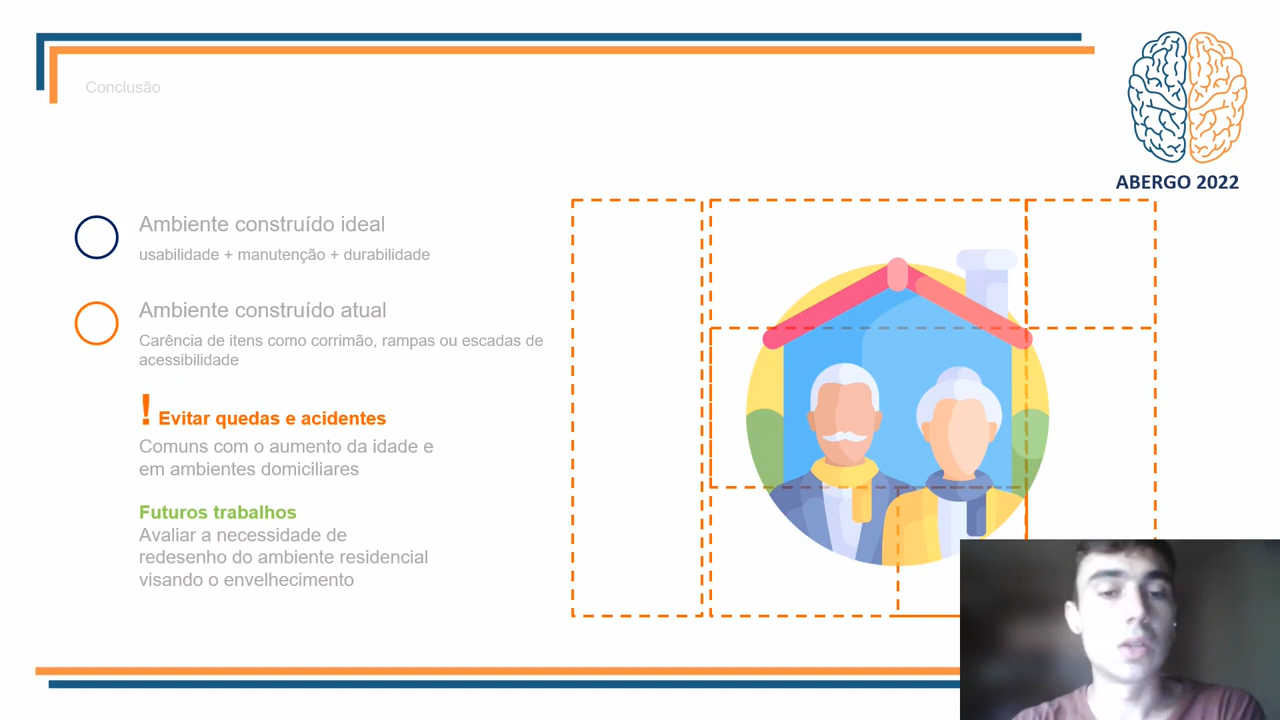 Conclusão
ABERGO 2022
Ambiente construído ideal
usabilidade + manutenção + durabilidade
Ambiente construído atual
Carência de itens como corrimão, rampas ou escadas de
acessibilidade
! Evitar quedas e acidentes
Comuns com o aumento da idade e
em ambientes domiciliares
Futuros trabalhos
Avaliar a necessidade de
redesenho do ambiente residencial
visando o envelhecimento